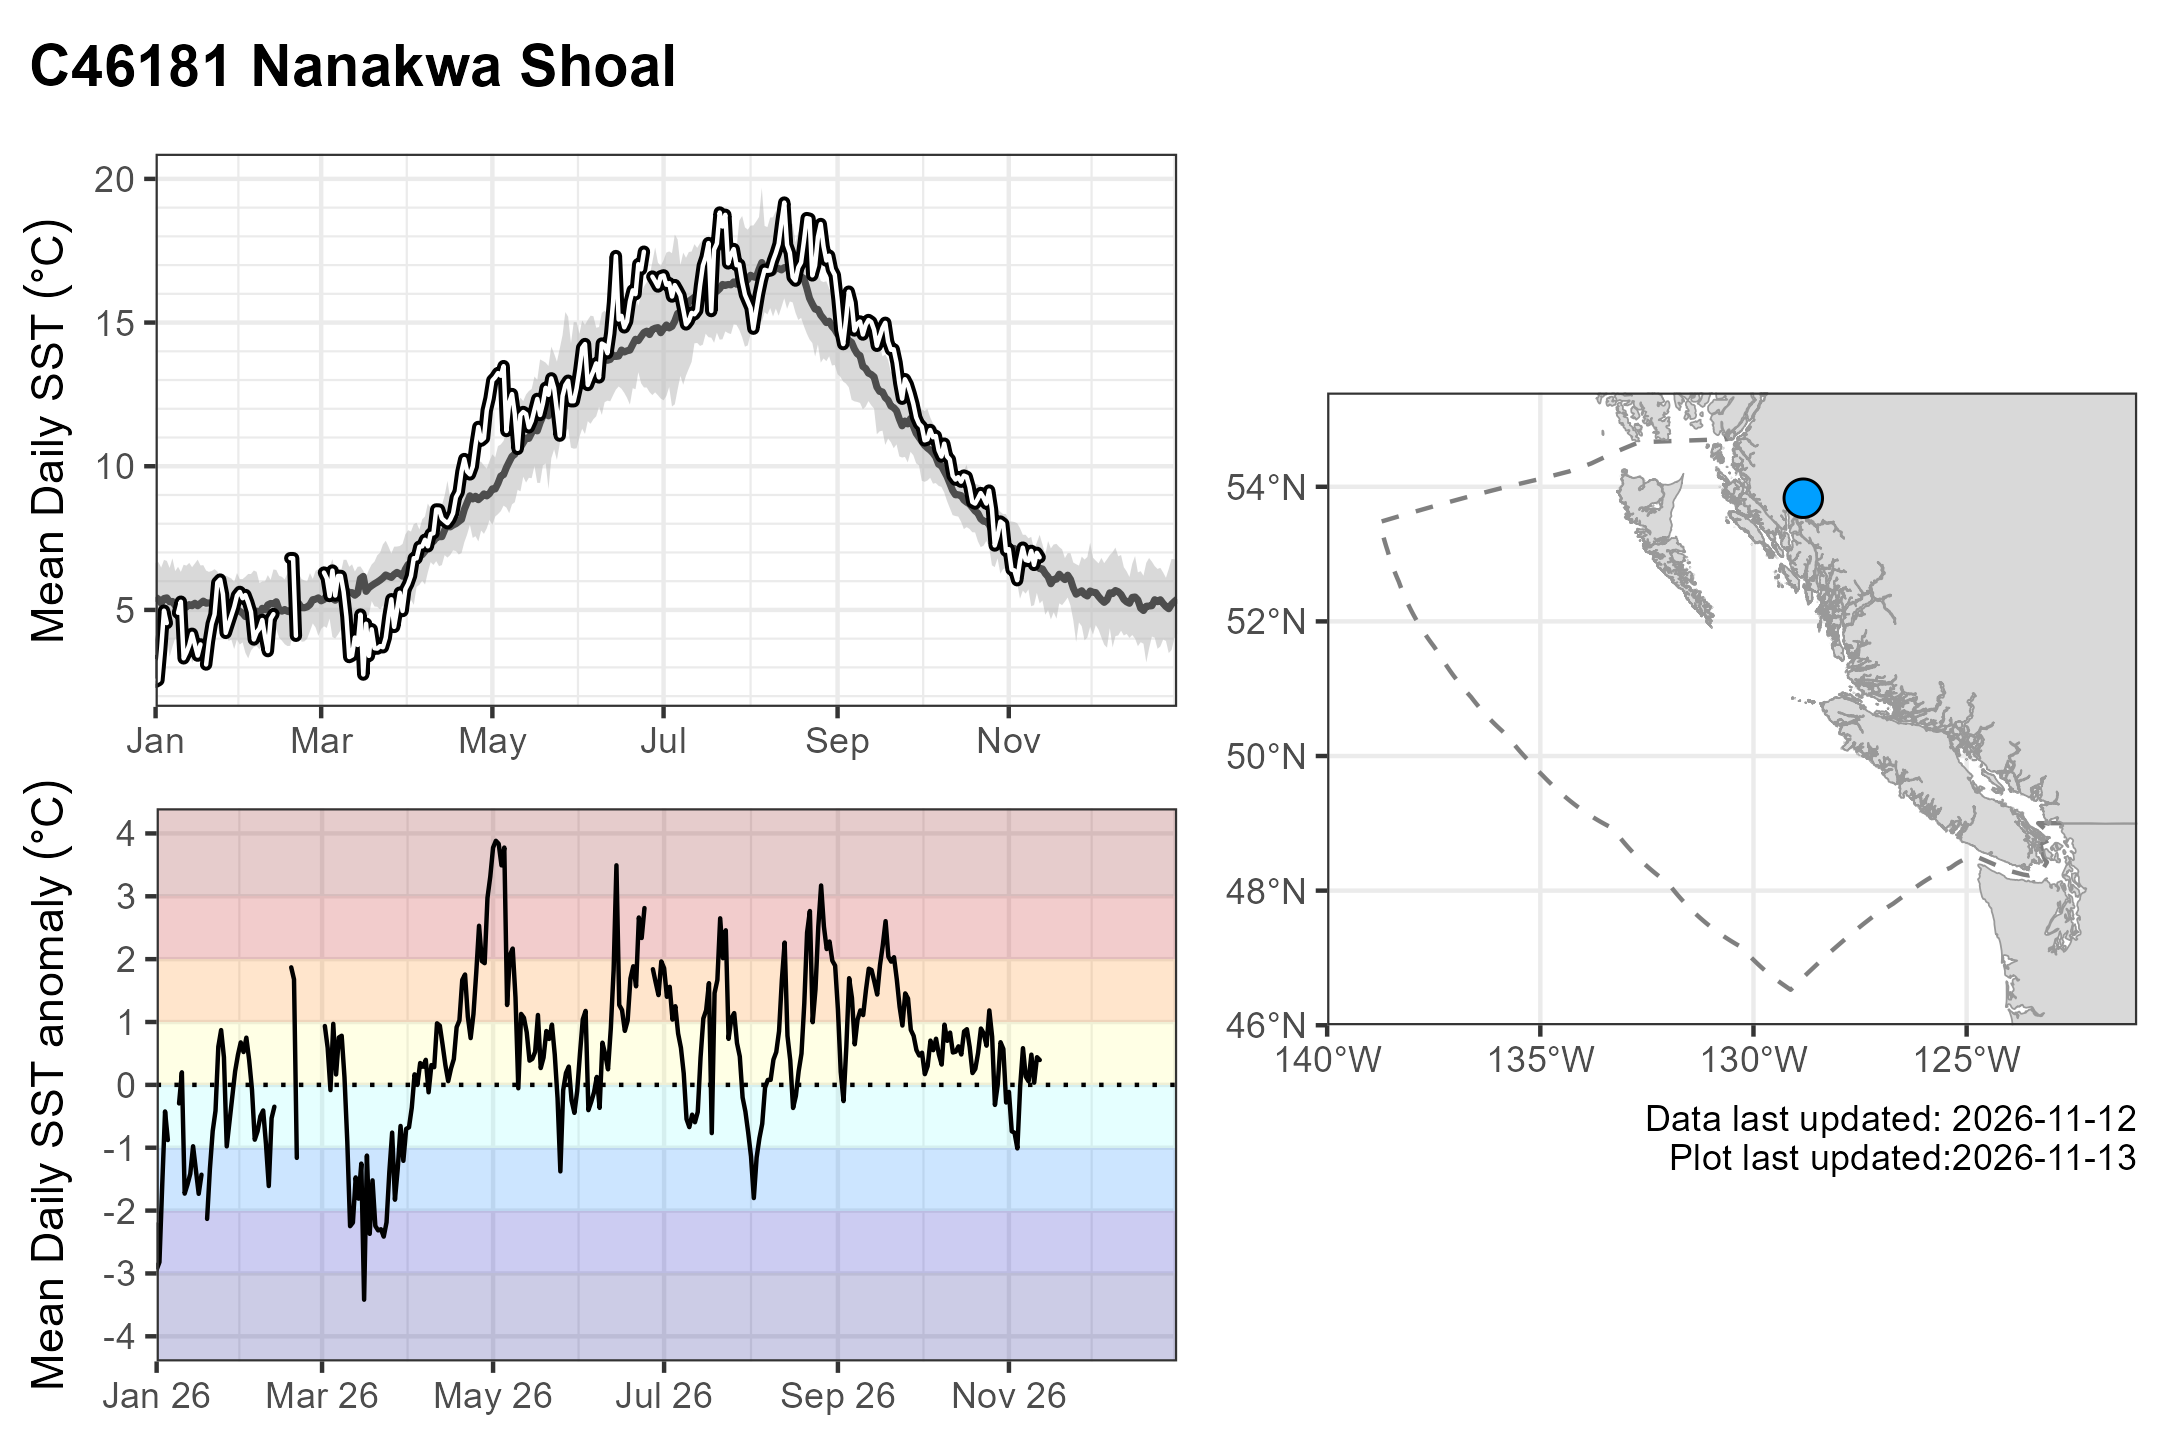 C46181 Nanakwa Shoal
Mean Daily SST (°C)
20
15
10
5
Jan Mar May Jul Sep Nov
Mean Daily SST anomaly (°C)
4
3
2
1
0
-1
-2
-3
-4
Jan 26 Mar 26 May 26 Jul 26 Sep 26 Nov 26
54°N
52°N
50°N
48°N
46°N
140°W 135°W 130°W 125°W
Data last updated: 2026-11-12
Plot last updated:2026-11-13